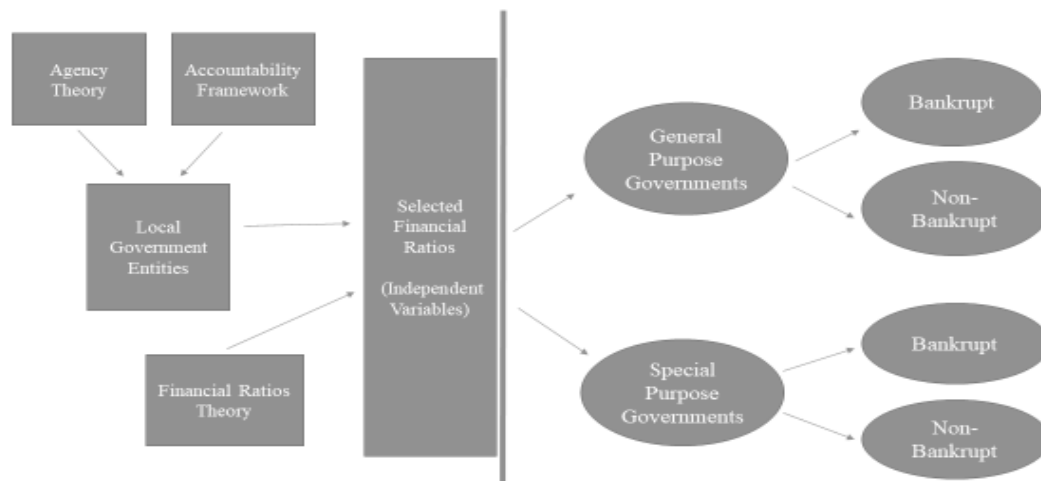 Agency
Theory
Accountability
Framework
Local
Government
Entities
Financial Ratios
Theory
Selected
Financial
Ratios
(Independent
Variables)
General
Purpose
Governments
Bankrupt
Non-
Bankrupt
Special
Purpose
Governments
Bankrupt
Non-
Bankrupt